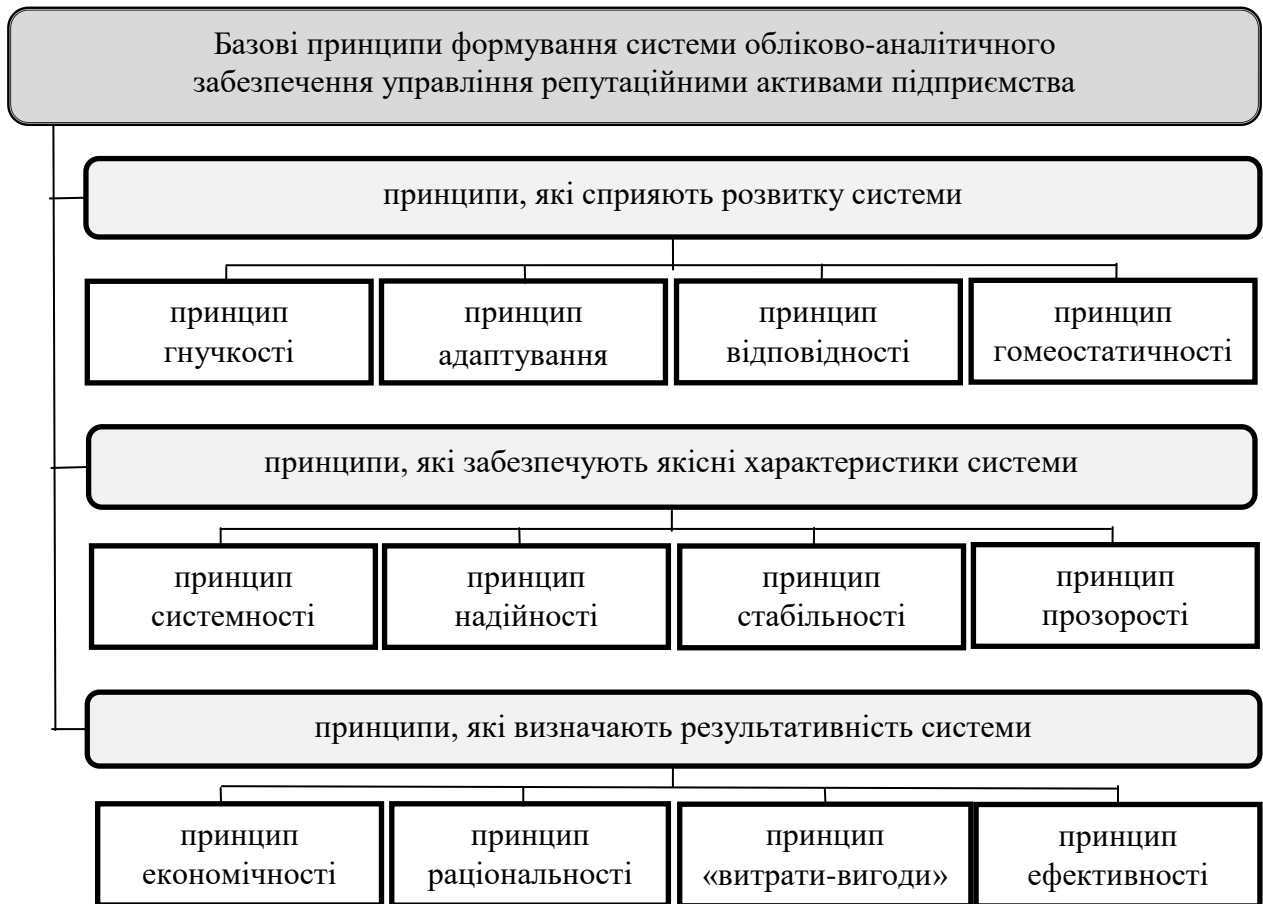 Базові принципи формування системи обліково-аналітичного
забезпечення управління репутаційними активами підприємства
принципи, які сприяють розвитку системи
принцип
гнучкості
принцип
адаптування
принцип
відповідності
принцип
гомеостатичності
принципи, які забезпечують якісні характеристики системи
принцип
системності
принцип
надійності
принцип
стабільності
принцип
прозорості
принципи, які визначають результативність системи
принцип
економічності
принцип
раціональності
принцип
«витрати-вигоди»
принцип
ефективності